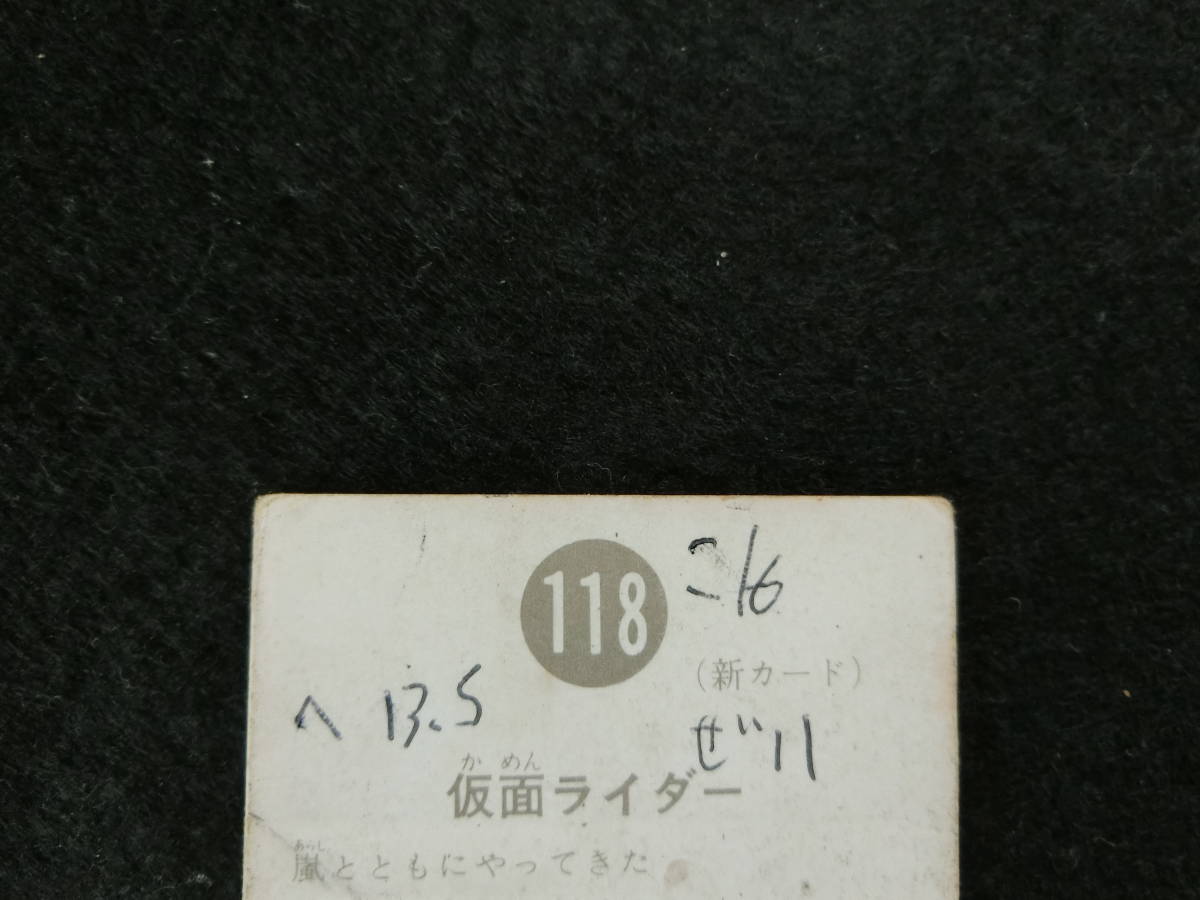 118
こ16
(新カード)
へ 13.5
ぜ 11
かめん
仮面ライダー
あらし
嵐とともにやってきた